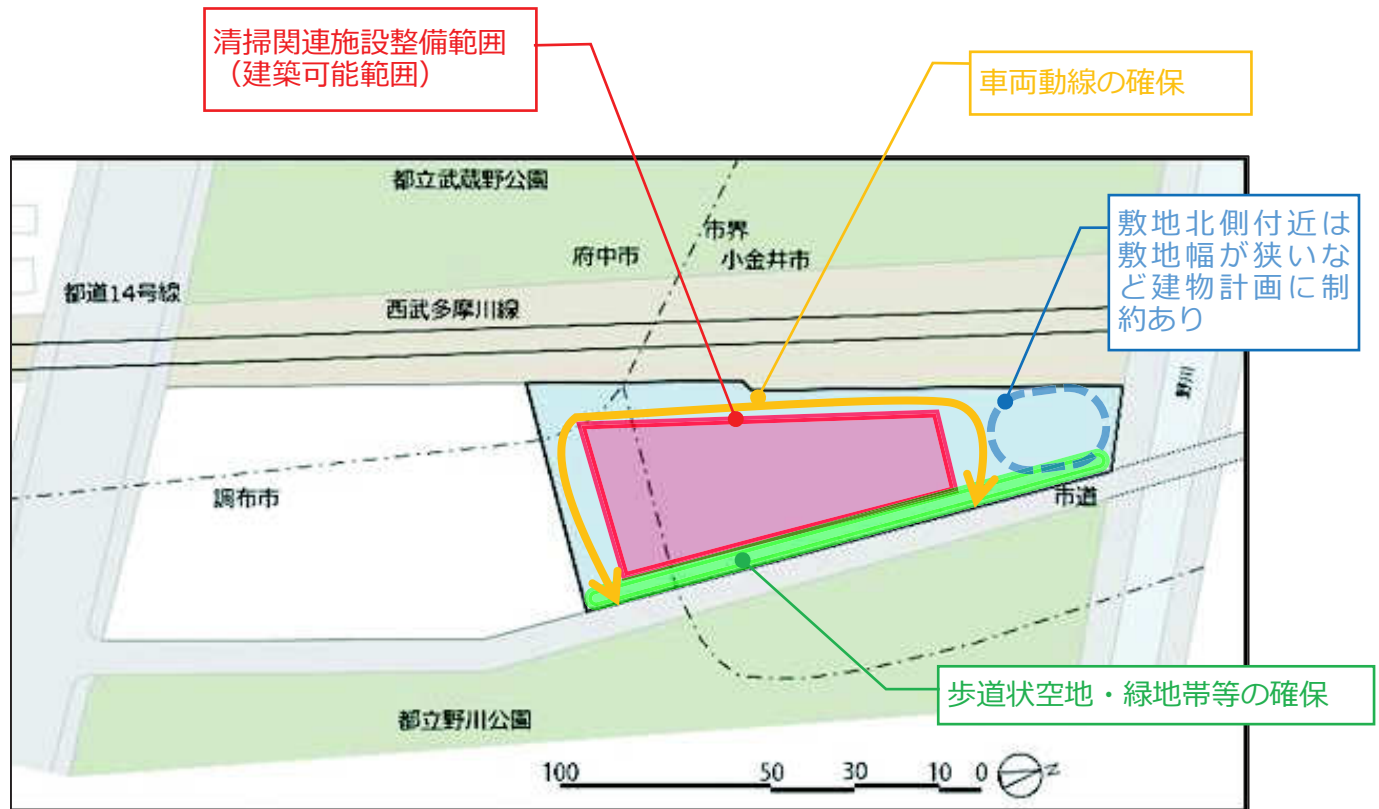 清掃関連施設整備範囲
（建築可能範囲）
車両動線の確保
都立武蔵野公園
市界
府中市
小金井市
敷地北側付近は
敷地幅が狭いな
ど建物計画に制
約あり
都道14号線
西武多摩川線
野川
調布市
市道
歩道状空地・緑地帯等の確保
都立野川公園
100 50 30 10 0 N